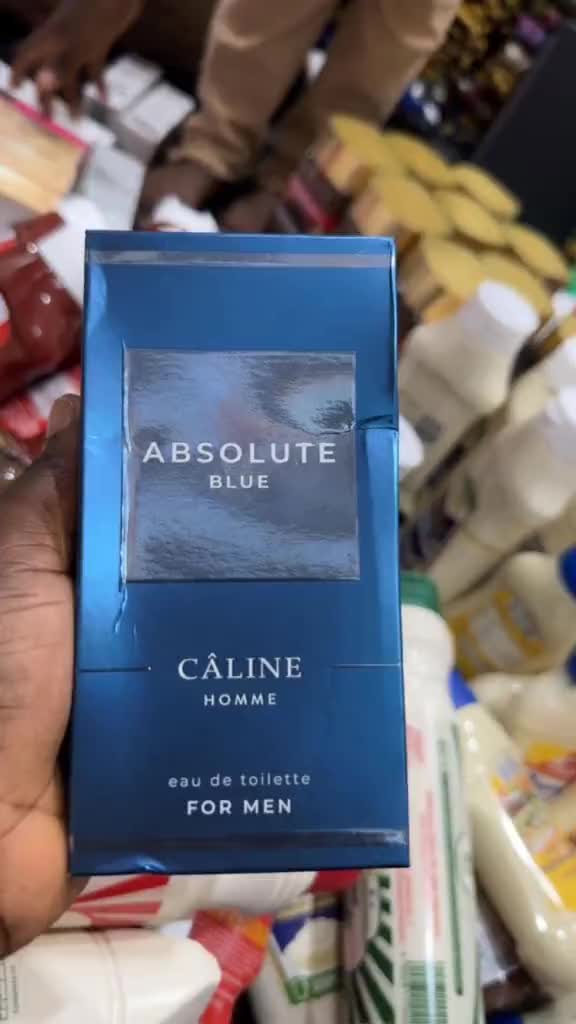 ABSOLUTE
BLUE
CÂLINE
HOMME
eau de toilette
FOR MEN